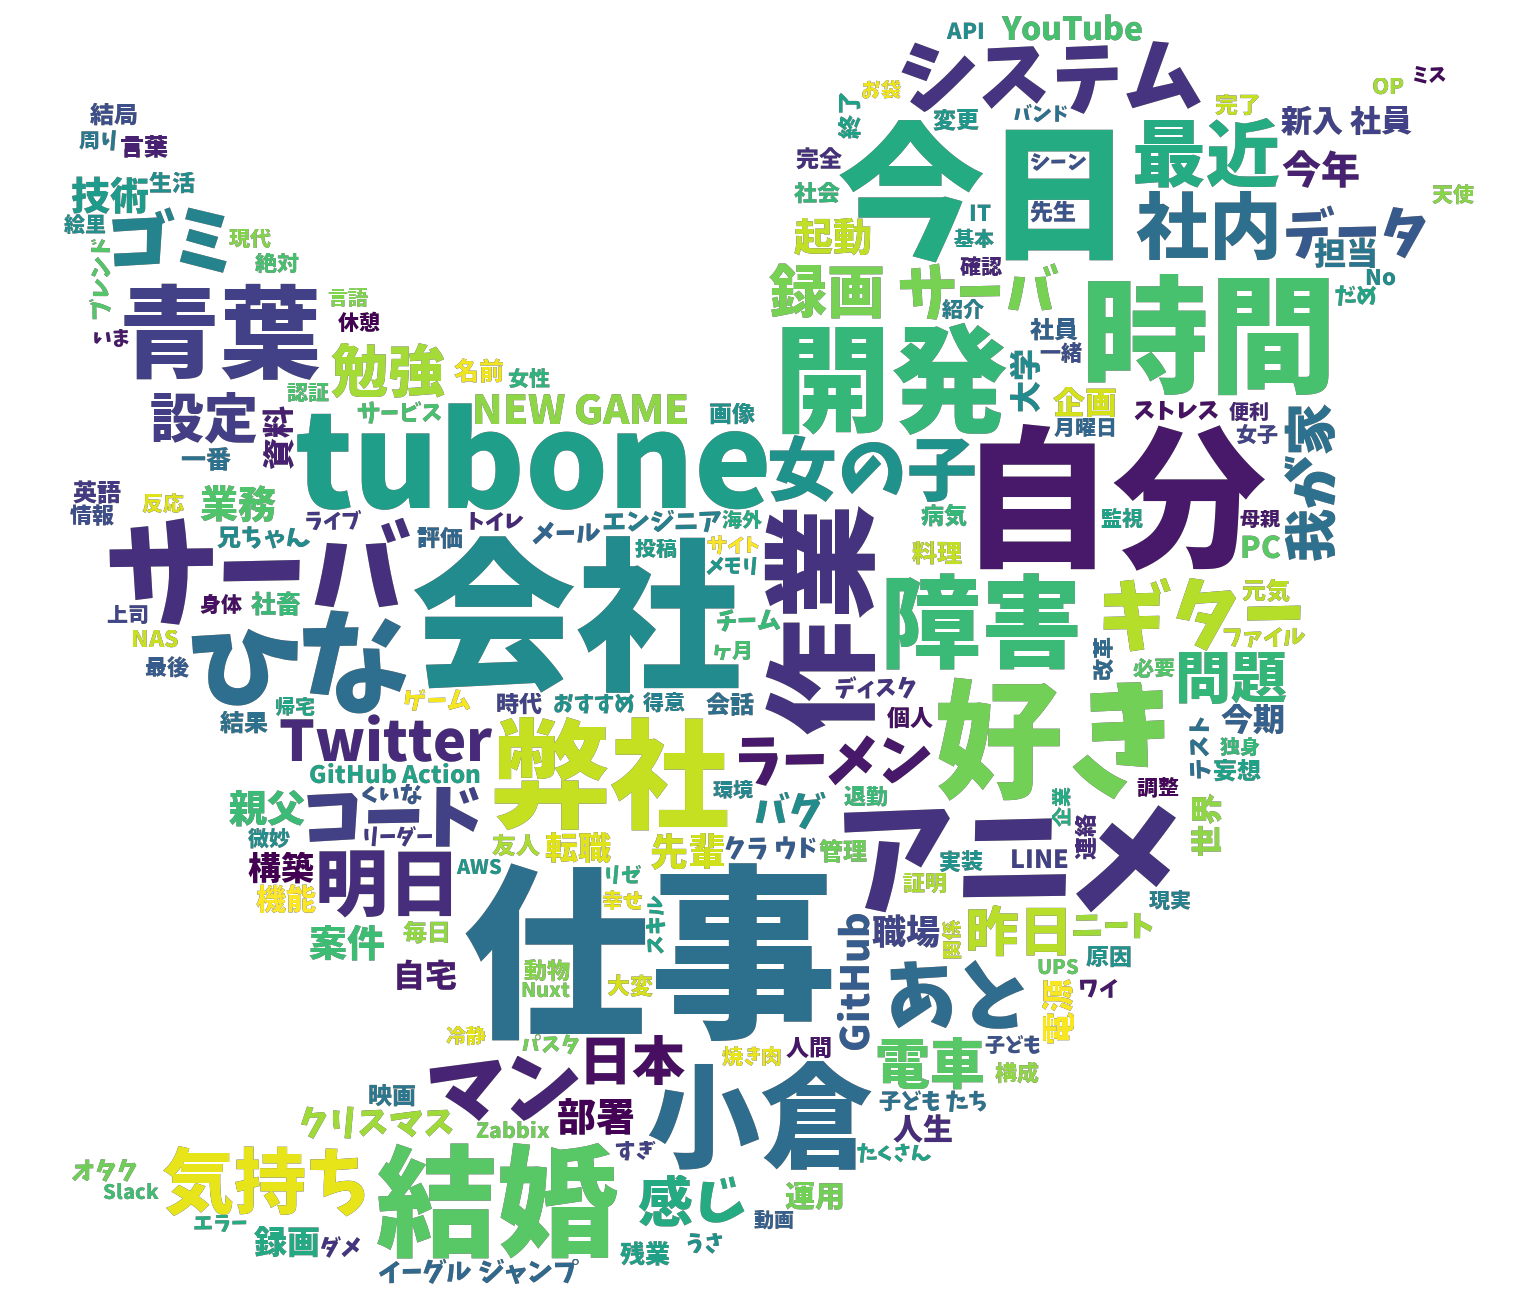 API
YouTube
システム
ミス
OP
お袋
完了
終了
変更
バンド
新入 社員
結局
周り
言葉
今日
シーン
最近
今年
完全
技術
生活
社会
天使
絵里
ゴミ
現代
ブレンド
絶対
起動
IT
先生
基本
社内
データ
担当
No
だめ
確認
録画
サーバ
紹介
時間
青葉
言語
休憩
いま
開発
社員
一緒
勉強
名前
女性
認証
大学
企画
ストレス
便利
設定
資料
サービス
NEW GAME
画像
月曜日
女子
我が家
一番
tubone
女の子
自分
英語
情報
反応
業務
兄ちゃん
ライブ
評価
トイレ
メール
エンジニア
海外
病気
監視
母親
PC
サーバ
投稿
サイト
メモリ
作業
料理
会社
身体
社畜
上司
NAS
チーム
ケ月
障害
ギター
元気
ファイル
ひな
最後
帰宅
結果
ゲーム
時代
おすすめ
得意
会話
ディスク
個人
改革
必要
問題
好き
今期
テスト
独身
妄想
Twitter
GitHub Action
弊社
ラーメン
環境
バグ
退勤
企業
調整
親父
微妙
コード
くいな
リーダー
友人
転職
先輩
クラウド
管理
アニメ
連絡
世界
構築
機能
明日
AWS
リゼ
幸せ
スキル
実装
LINE
証明
現実
案件
毎日
仕事
GitHub
職場
関係
昨日
ニート
原因
自宅
動物
Nuxt
大変
あと
UPS
電源
ワイ
冷静
パスタ
日本
焼き肉
人間
電車
子ども
構成
マン
映画
クリスマス
Zabbix
部署
小倉
子ども たち
人生
すぎ
たくさん
オタク
Slack
気持ち
結婚
感じ
運用
動画
エラー
録画
ダメ
残業
うさ
イーグル ジャンプ